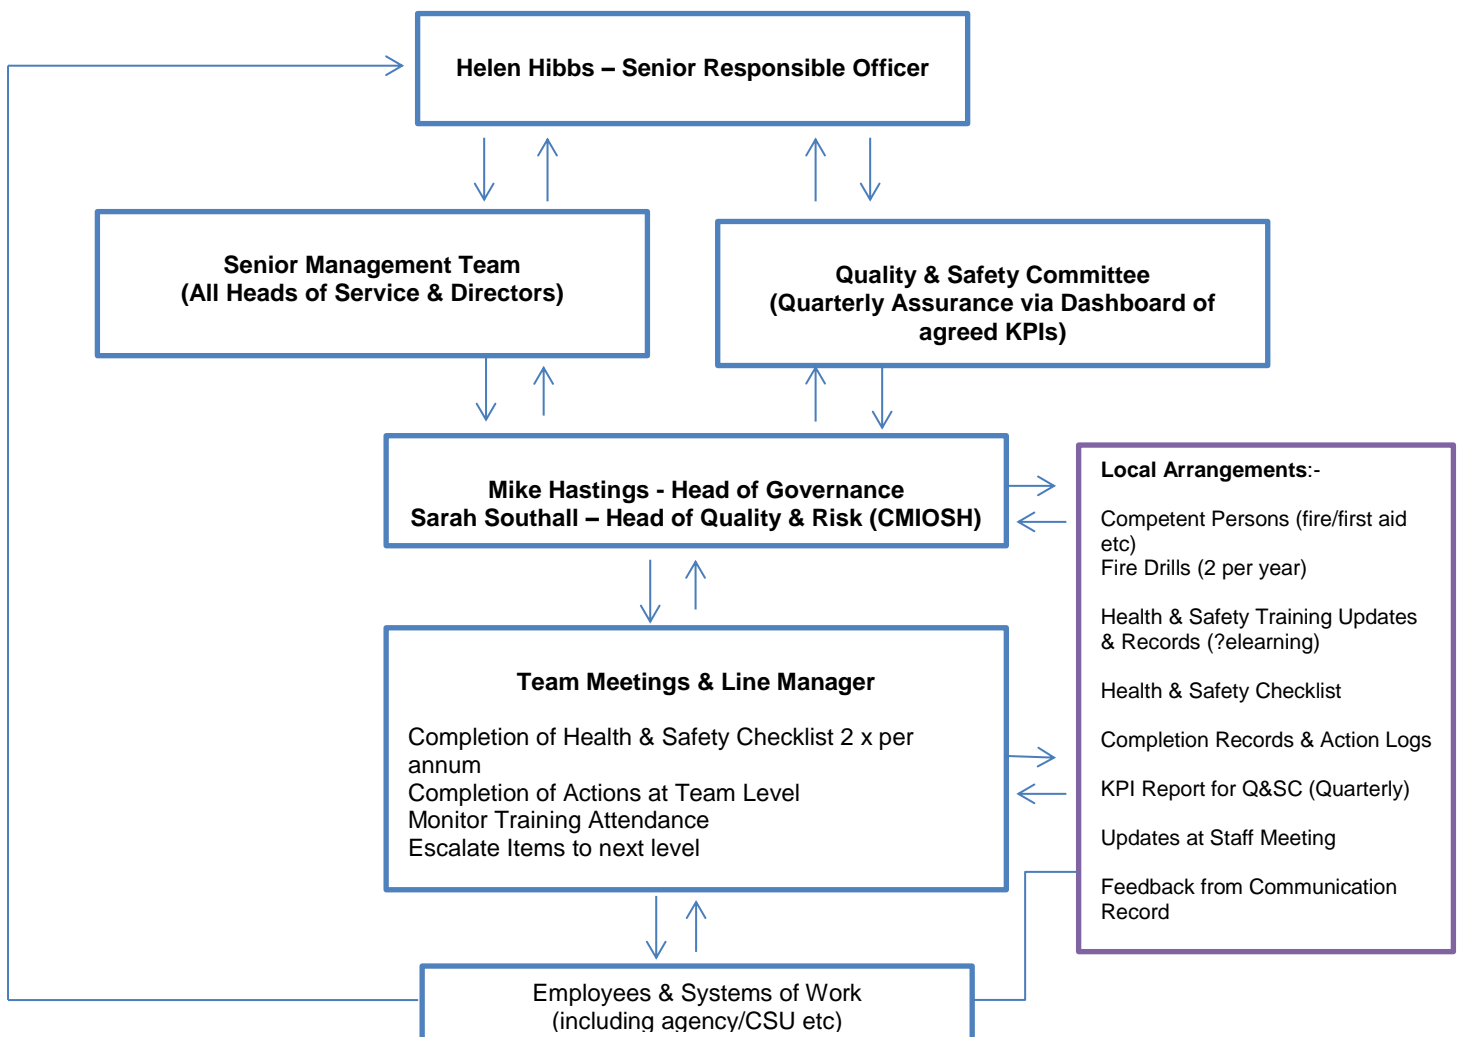 Helen Hibbs – Senior Responsible Officer
Senior Management Team
(All Heads of Service & Directors)
Quality & Safety Committee
(Quarterly Assurance via Dashboard of
agreed KPIs)
Mike Hastings - Head of Governance
Sarah Southall – Head of Quality & Risk (CMIOSH)
Local Arrangements:-
Competent Persons (fire/first aid
etc)
Fire Drills (2 per year)
Health & Safety Training Updates
& Records (?elearning)
Health & Safety Checklist
Completion Records & Action Logs
KPI Report for Q&SC (Quarterly)
Updates at Staff Meeting
Feedback from Communication
Record
Team Meetings & Line Manager
Completion of Health & Safety Checklist 2 x per
annum
Completion of Actions at Team Level
Monitor Training Attendance
Escalate Items to next level
Employees & Systems of Work
(including agency/CSU etc)